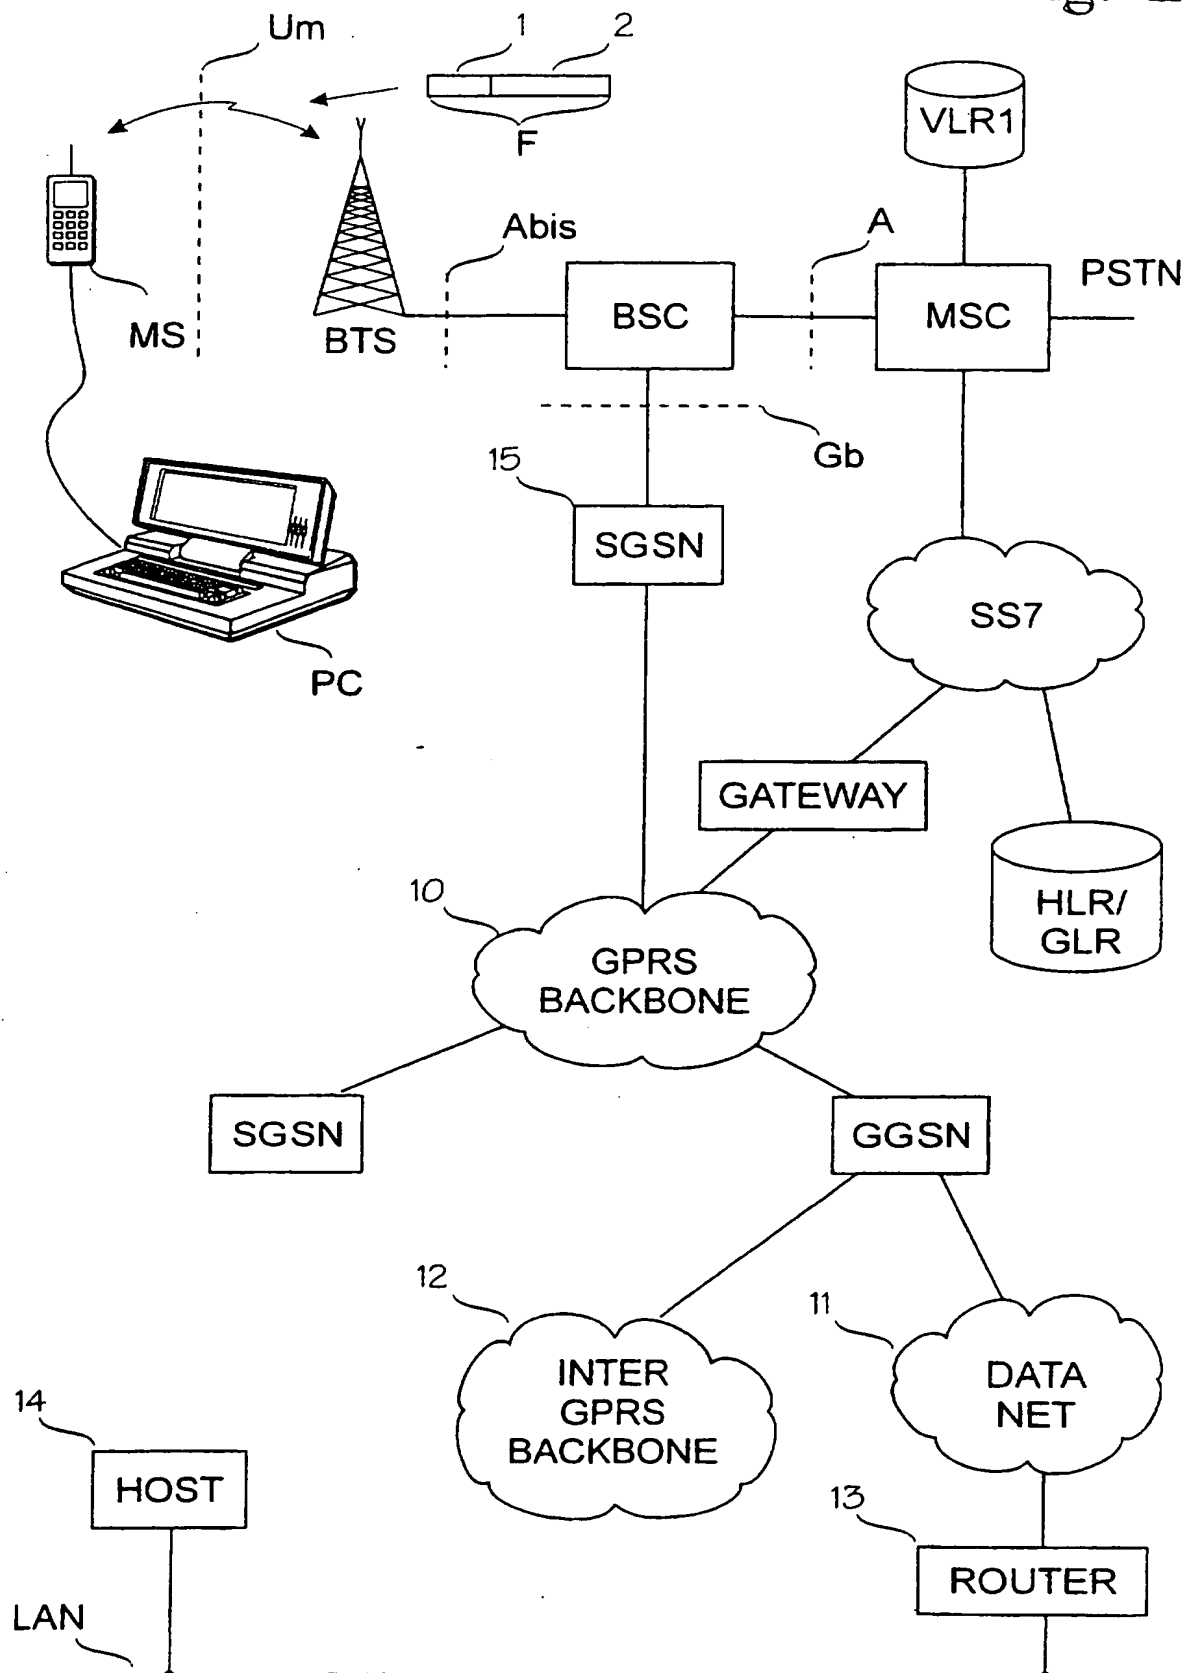 Um
1
2
F
VLR1
Abis
A
PSTN
MS
BTS
BSC
MSC
Gb
15
SGSN
SS7
PC
GATEWAY
10
HLR/
GLR
GPRS
BACKBONE
SGSN
GGSN
12
11
INTER
GPRS
BACKBONE
DATA
NET
14
HOST
13
ROUTER
LAN